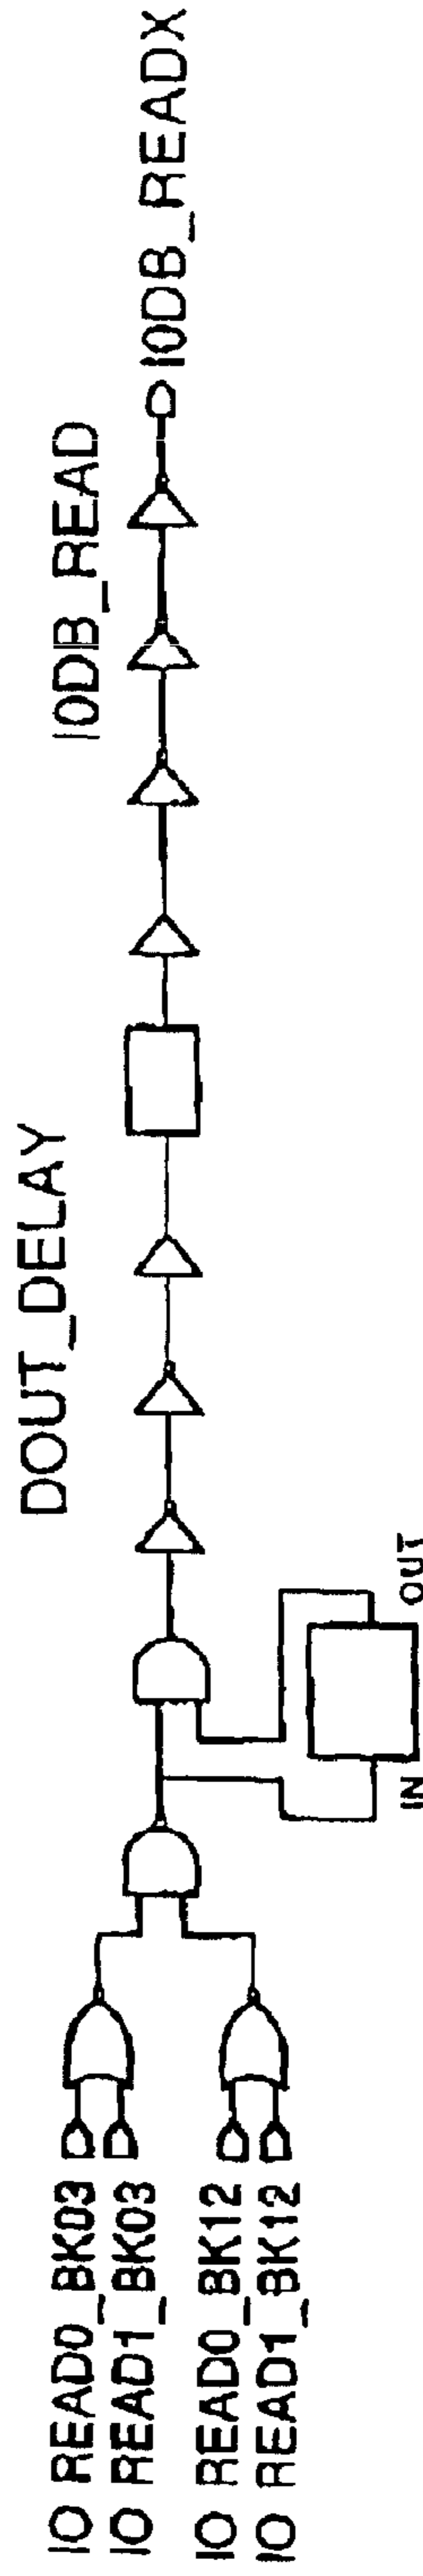 IO READ0_BK03
IO READ1_BK03
IO READ0_BK12
IO READ1_BK12
IN
OUT
DOUT_DELAY
IODB_READ
IODB_READX